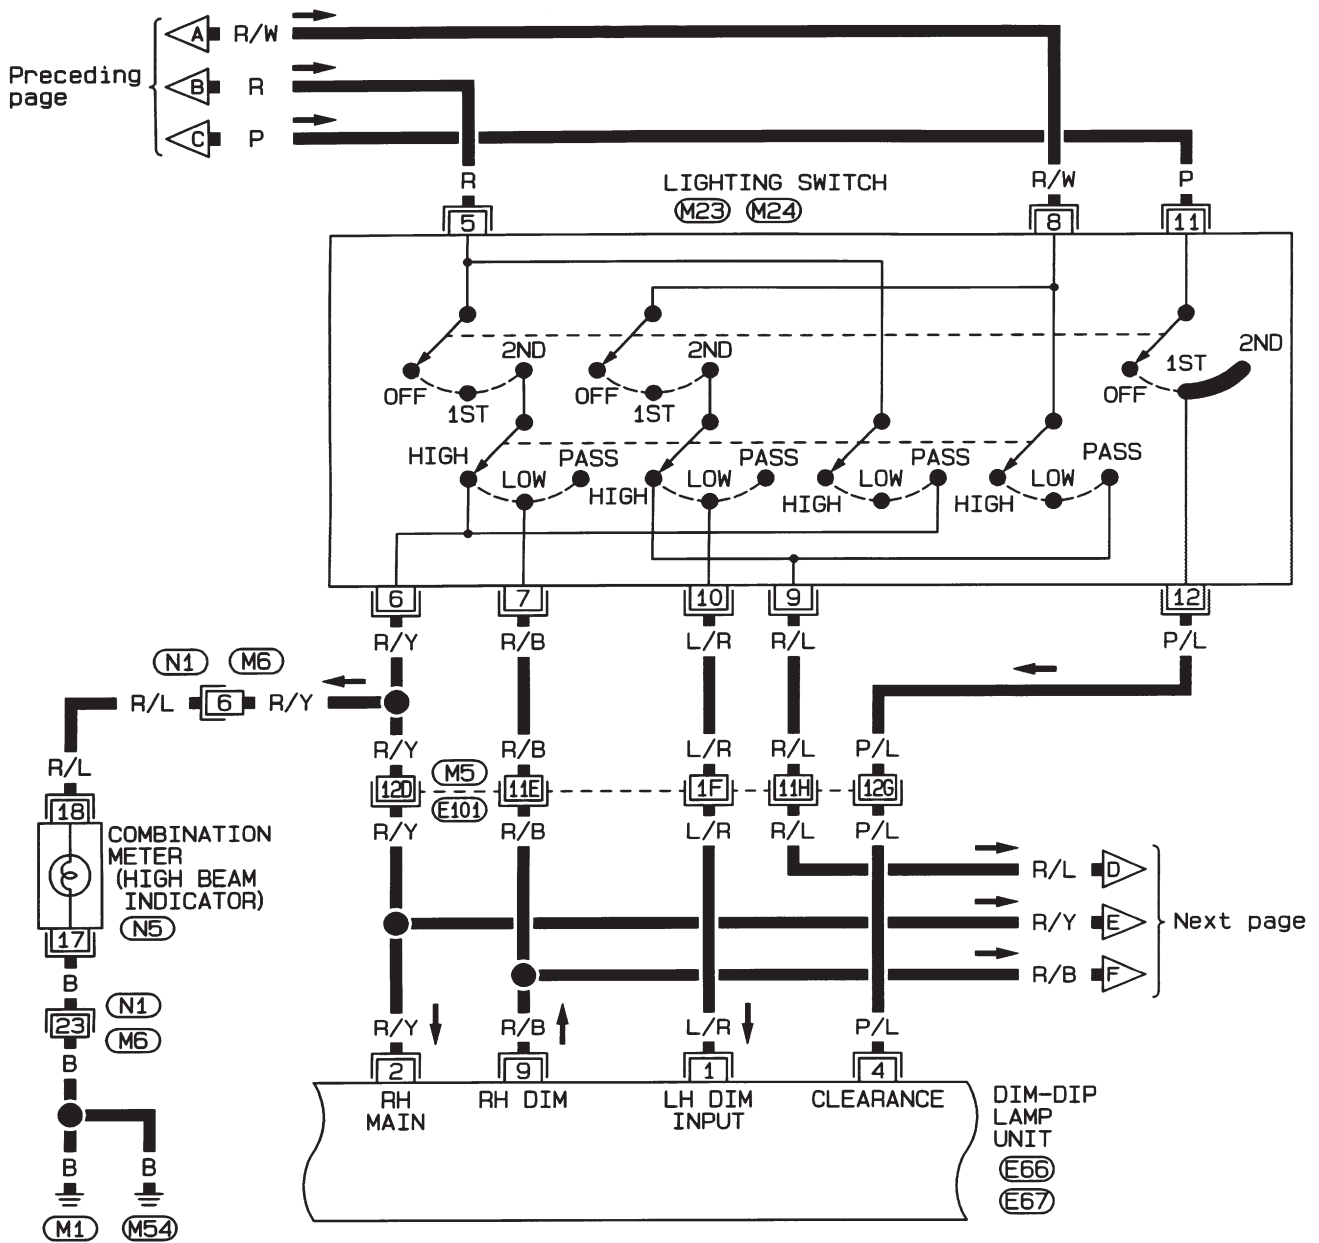 Preceding
page
A R/W
B R
C P
R
R/W
P
LIGHTING SWITCH
M23 M24
5
8
11
2ND
OFF
1ST
2ND
OFF
1ST
2ND
1ST
OFF
HIGH
LOW
PASS
HIGH
LOW
PASS
HIGH
LOW
PASS
HIGH
LOW
PASS
6
7
10
9
12
R/Y
R/B
L/R
R/L
P/L
N1 M6
R/L 6 R/Y
R/L
R/Y
R/B
L/R
R/L
P/L
M5
E101
12D
11E
1F
11H
12G
R/Y
R/B
L/R
R/L
P/L
18
COMBINATION
METER
(HIGH BEAM
INDICATOR)
N5
17
B
23
N1
M6
B
B
B
M1
M54
R/L D
R/Y E
R/B F
Next page
R/Y
R/B
L/R
P/L
2
9
1
4
RH
MAIN
RH DIM
LH DIM
INPUT
CLEARANCE
DIM-DIP
LAMP
UNIT
E66
E67